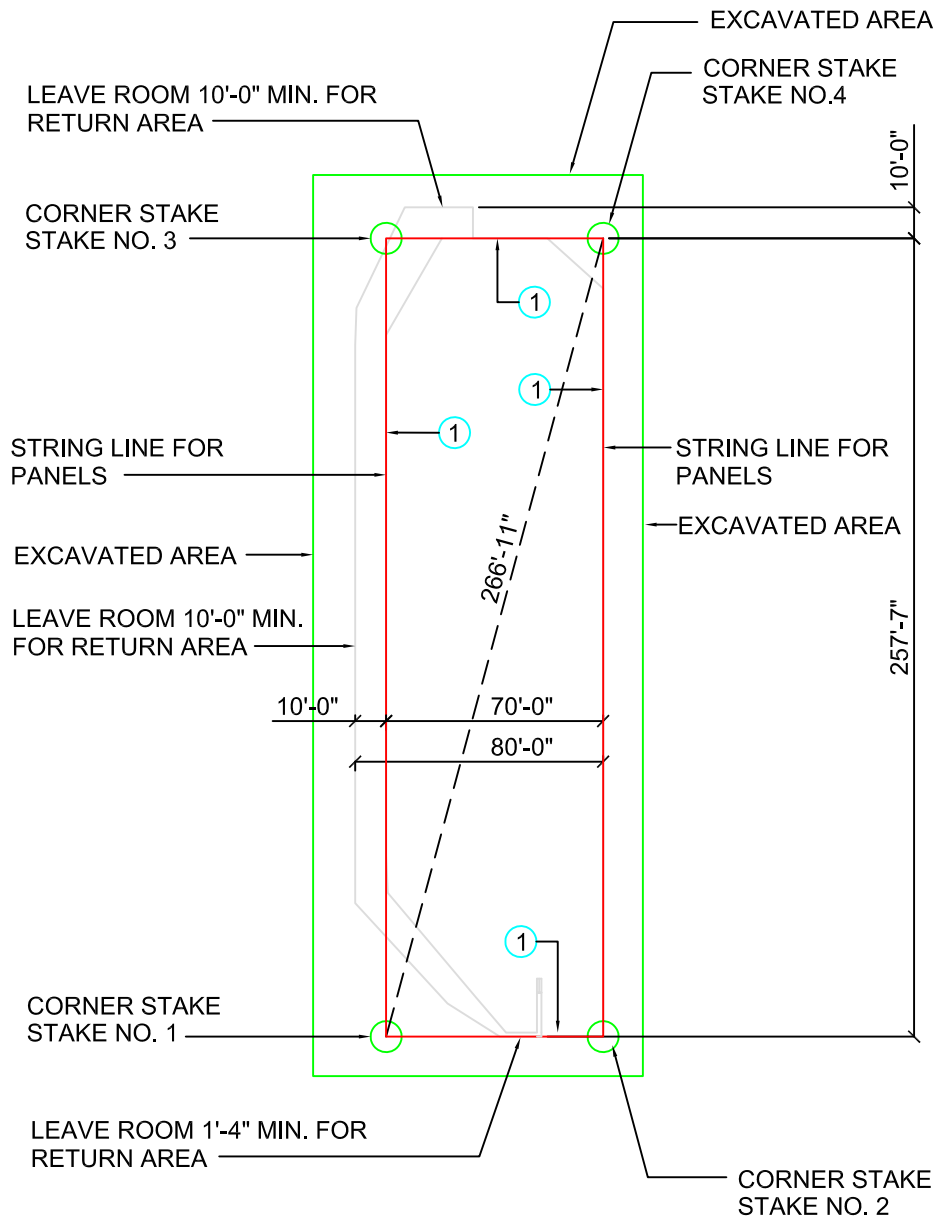 EXCAVATED AREA
CORNER STAKE
STAKE NO.4
LEAVE ROOM 10'-0" MIN. FOR
RETURN AREA
10'-0"
CORNER STAKE
STAKE NO. 3
1
1
1
STRING LINE FOR
PANELS
STRING LINE FOR
PANELS
EXCAVATED AREA
EXCAVATED AREA
266'-11"
257'-7"
LEAVE ROOM 10'-0" MIN.
FOR RETURN AREA
10'-0"
70'-0"
80'-0"
1
CORNER STAKE
STAKE NO. 1
LEAVE ROOM 1'-4" MIN. FOR
RETURN AREA
CORNER STAKE
STAKE NO. 2